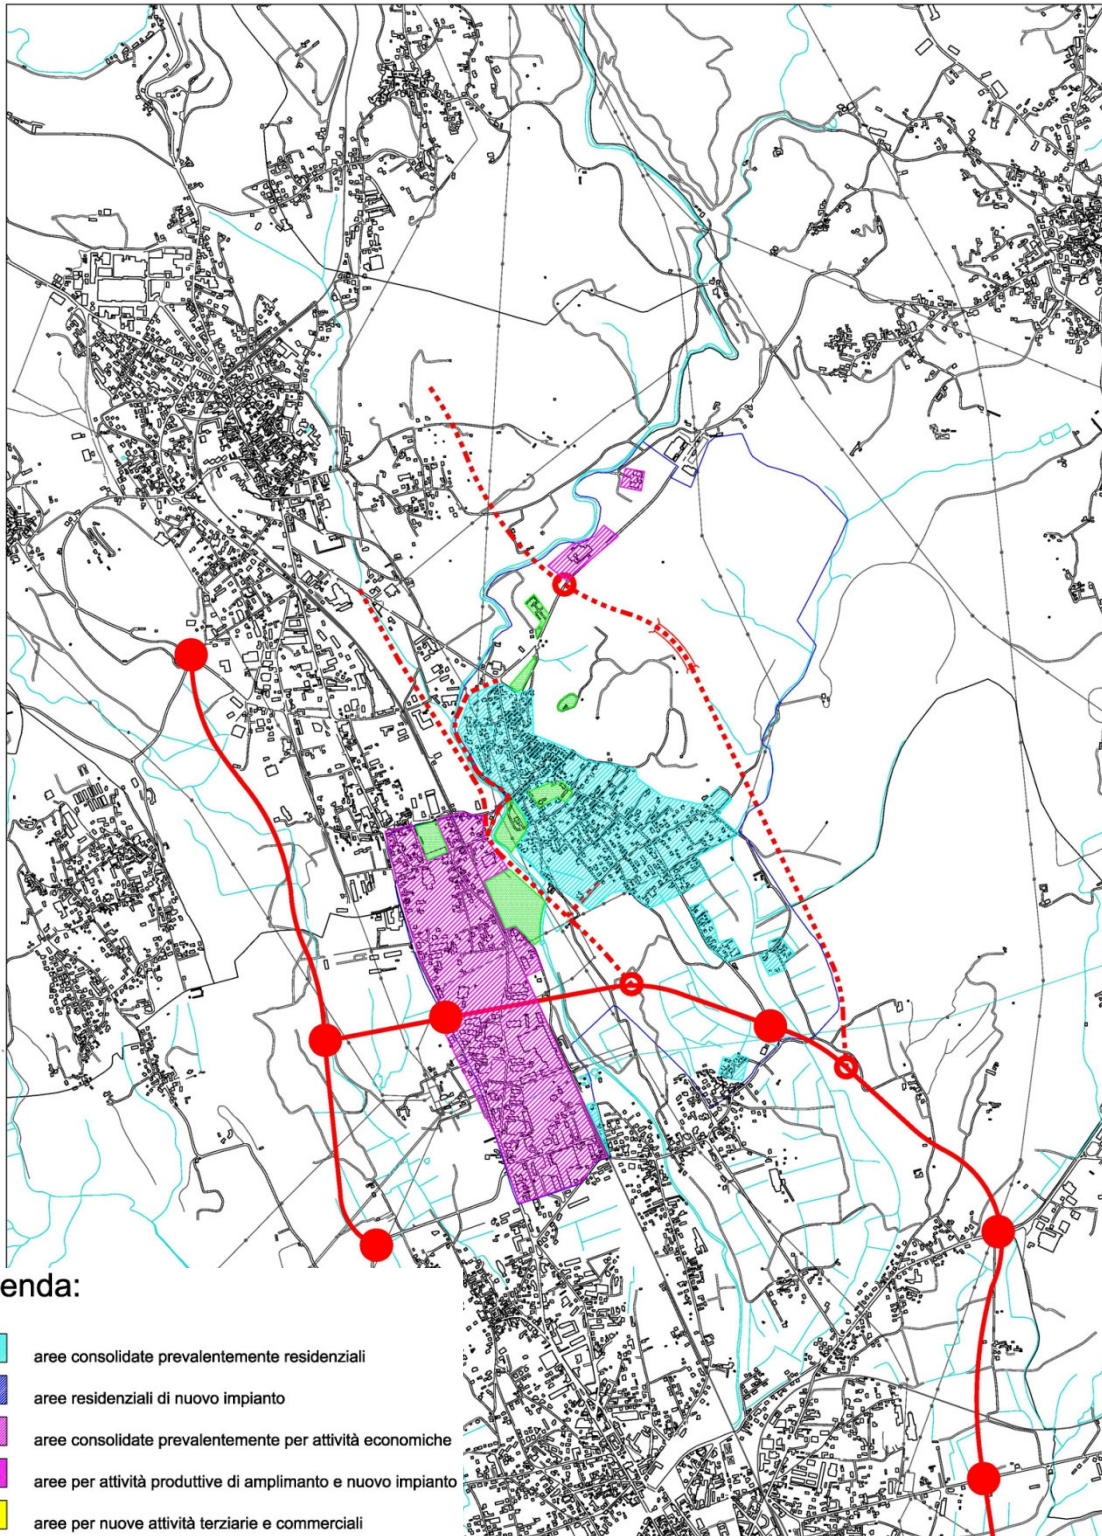 enda:
aree consolidate prevalentemente residenziali
aree residenziali di nuovo impianto
aree consolidate prevalentemente per attività economiche
aree per attività produttive di amplimanto e nuovo impianto
aree per nuove attività terziarie e commerciali